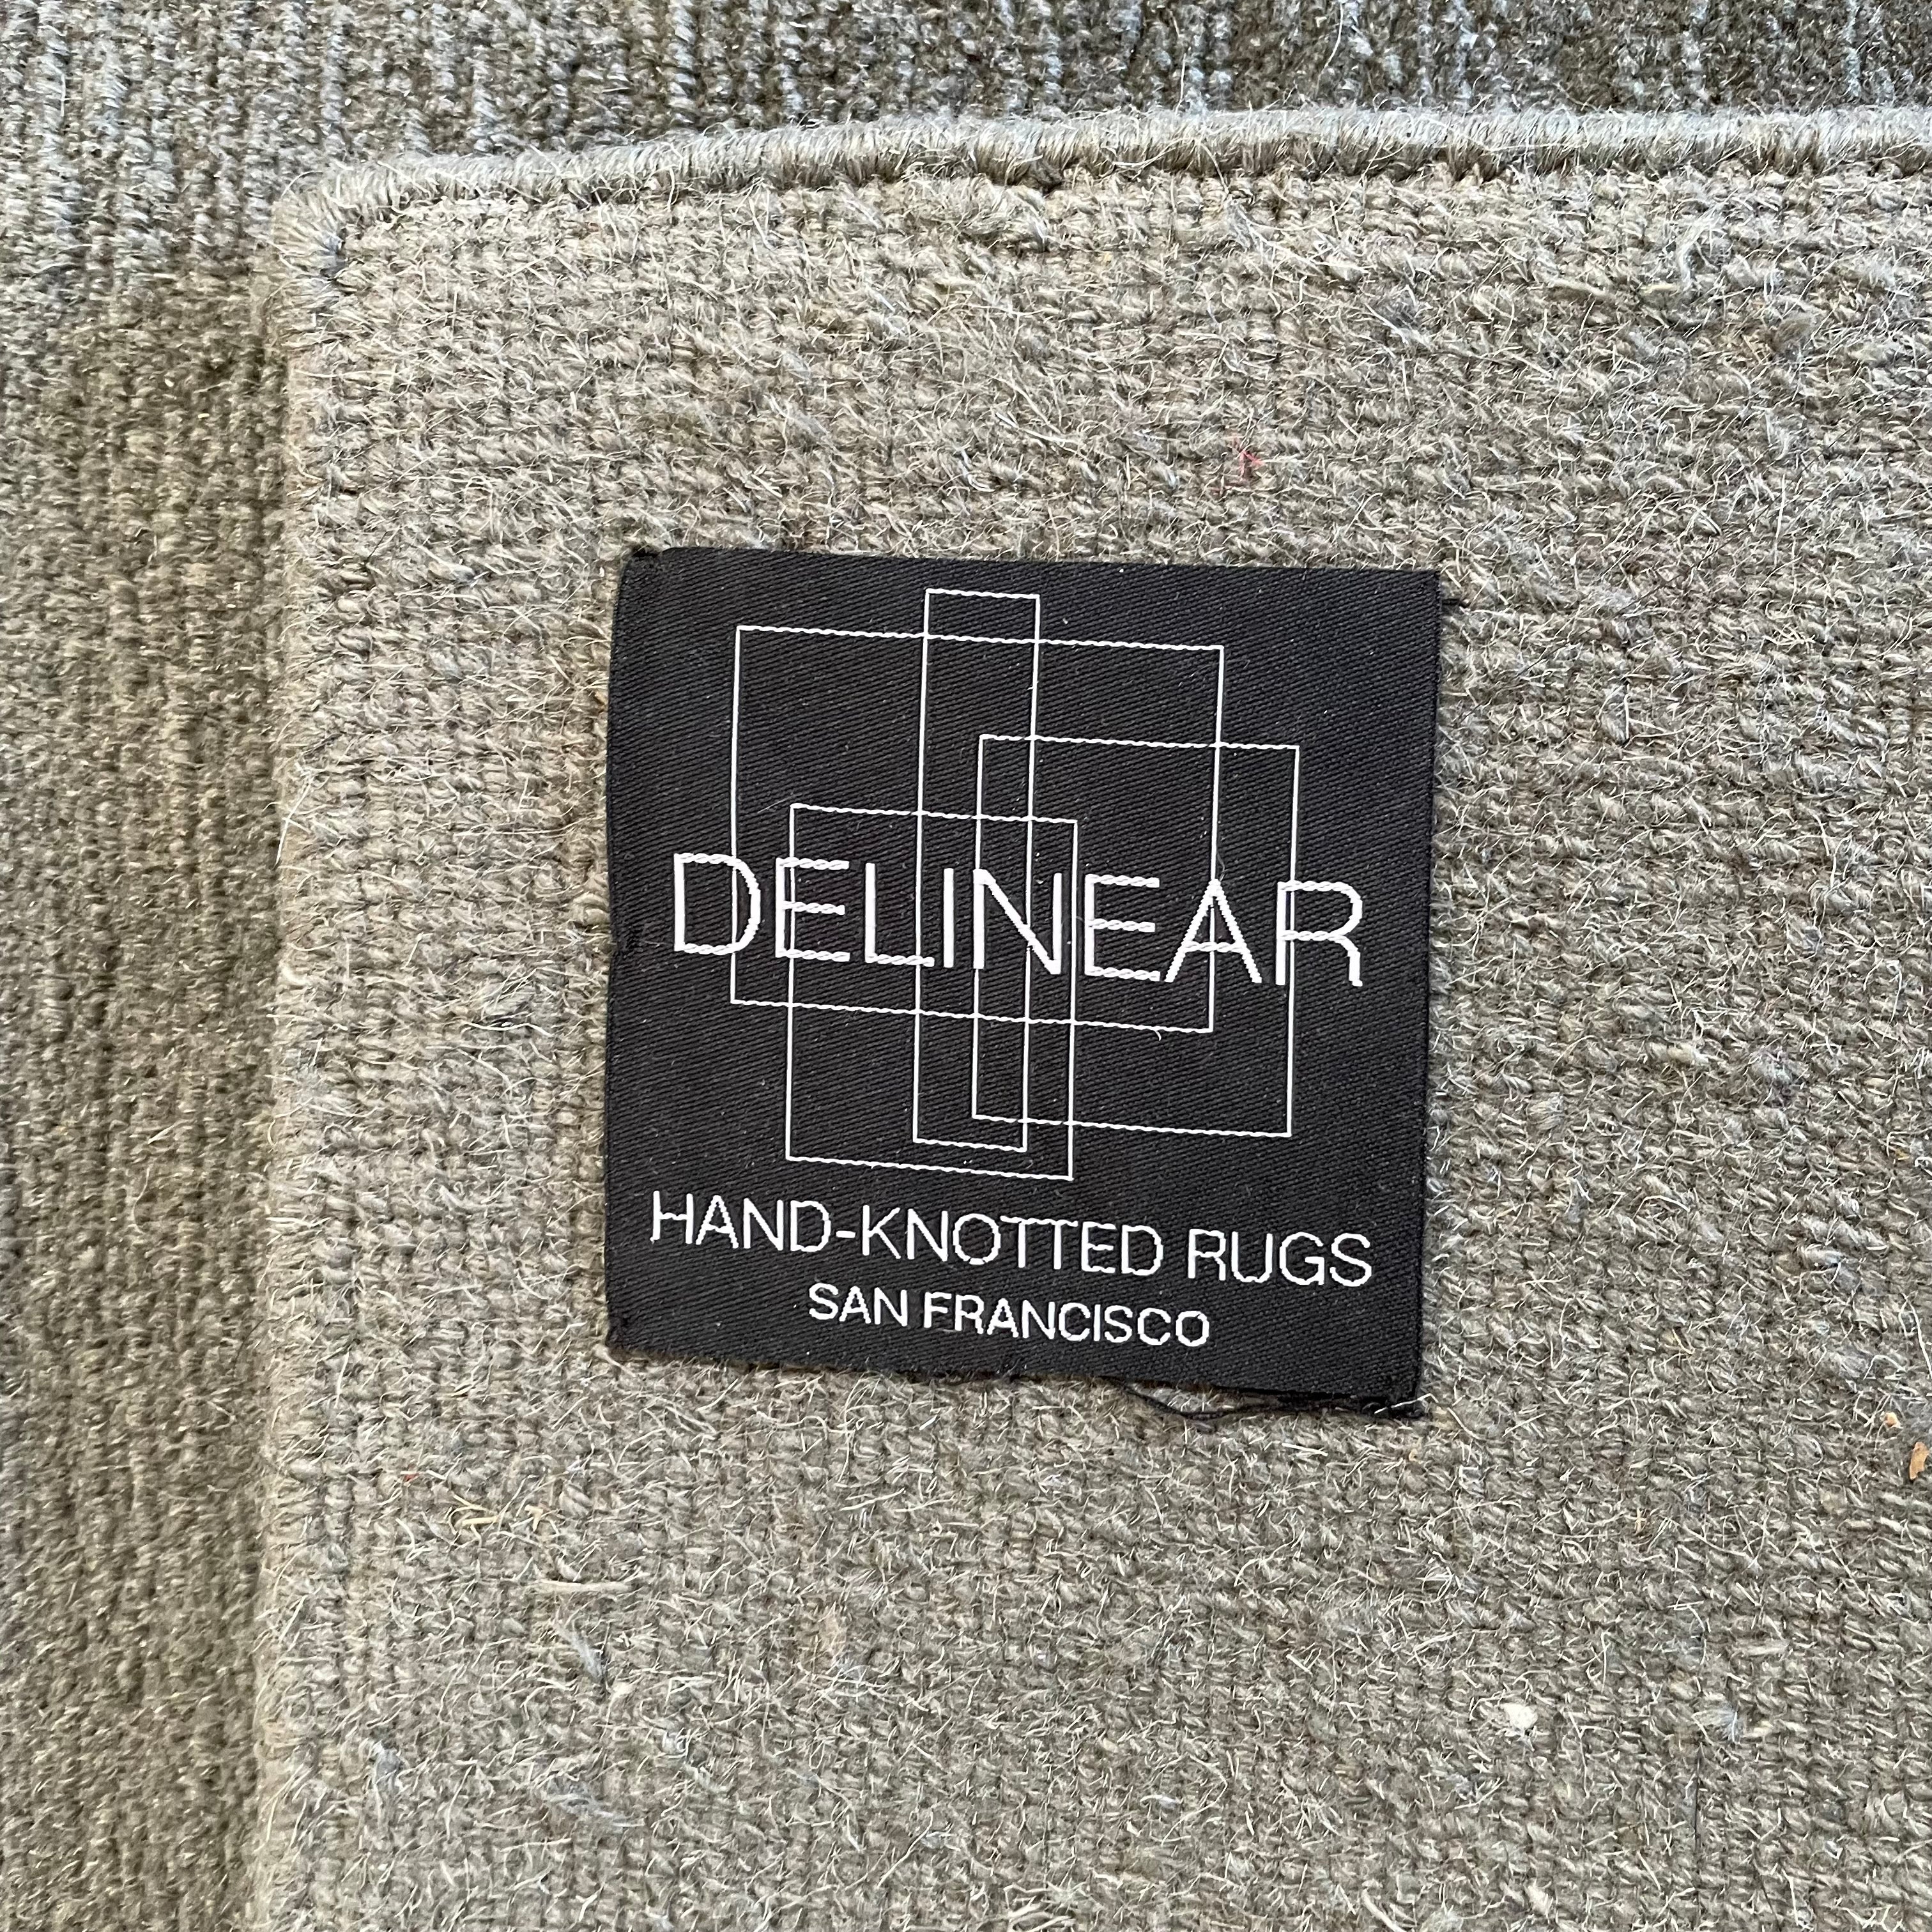 DELINEAR
HAND-KNOTTED RUGS
SAN FRANCISCO